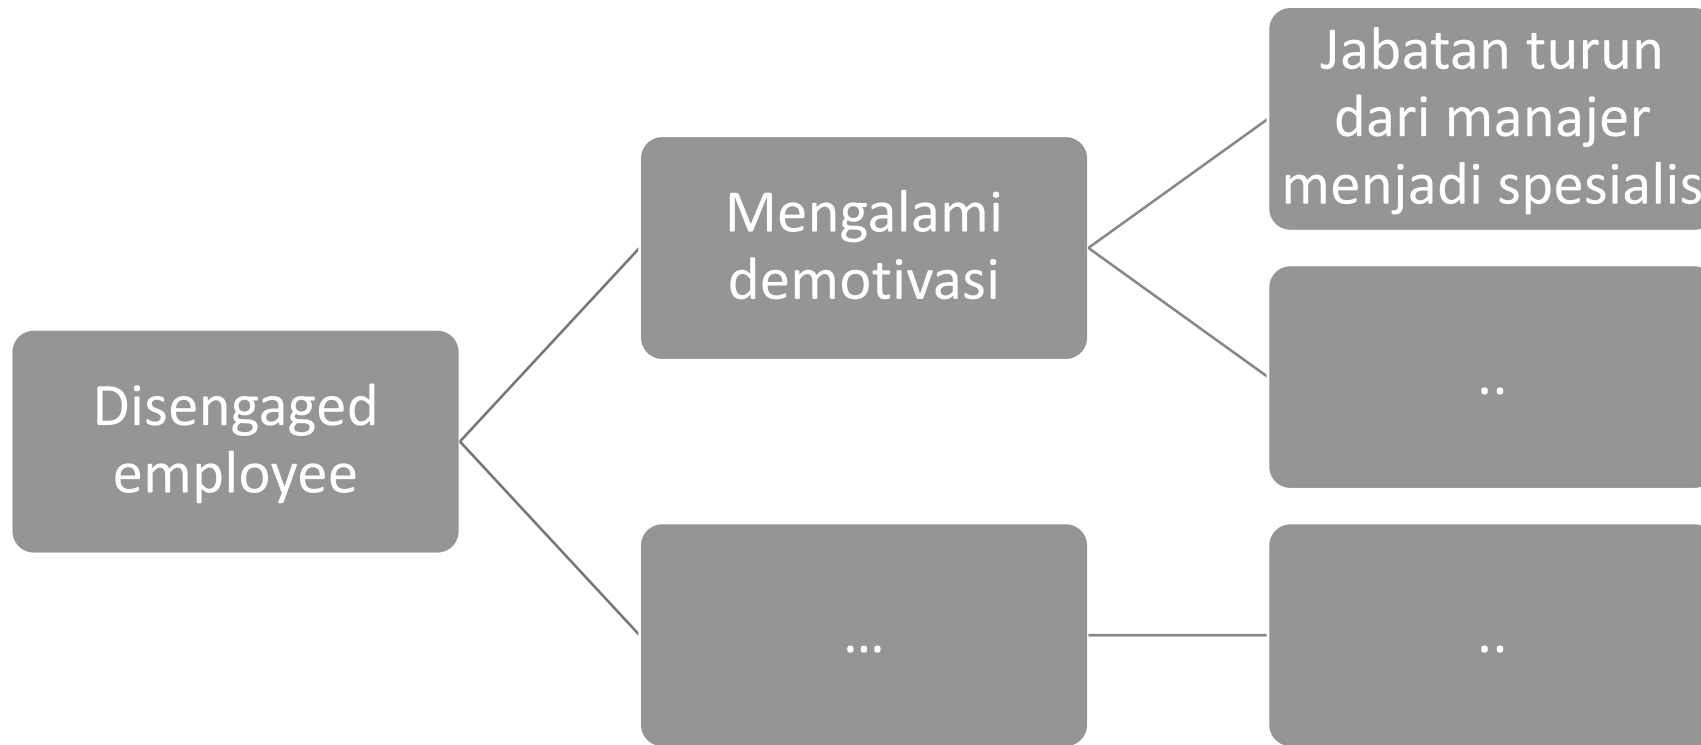 Jabatan turun
dari manajer
menjadi spesialis
Mengalami
demotivasi
..
Disengaged
employee
...
..